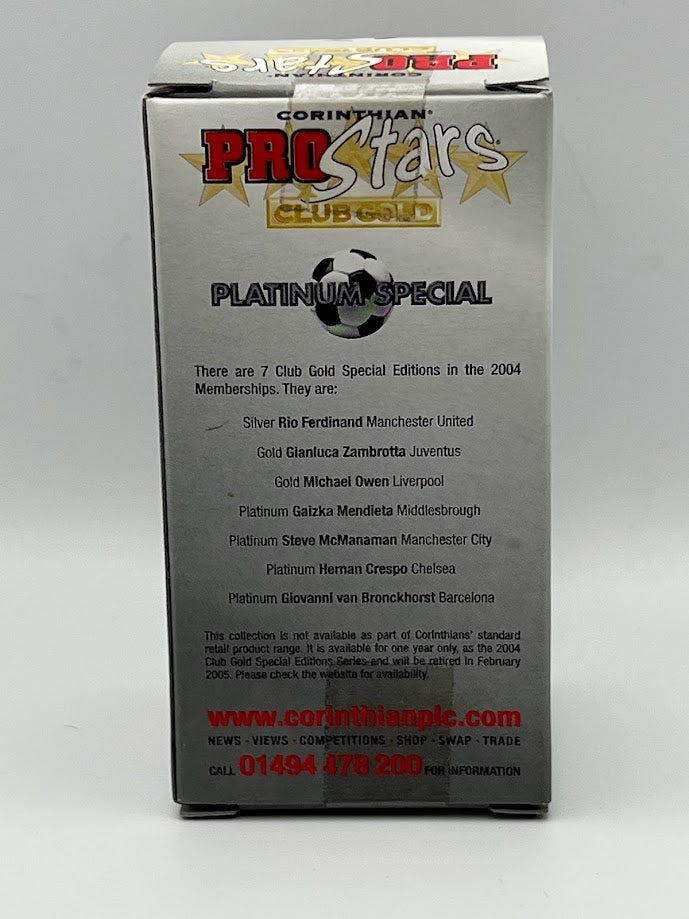 CORINTHIAN
PRO Stars
CLUB GOLD
CORINTHIAN®
PRO Stars
CLUB GOLD
PLATINUM SPECIAL
There are 7 Club Gold Special Editions in the 2004
Memberships. They are:
Silver Rio Ferdinand Manchester United
Gold Gianluca Zambrotta Juventus
Gold Michael Owen Liverpool
Platinum Gaizka Mendieta Middlesbrough
Platinum Steve McManaman Manchester City
Platinum Hernan Crespo Chelsea
Platinum Giovanni van Bronckhorst Barcelona
This collection is not available as part of Corinthians' standard
retail product range. It is available for one year only, as the 2004
Club Gold Special Editions Series and will be retired in February
2005. Please check the website for availability.
www.corinthianplc.com
NEWS · VIEWS · COMPETITIONS · SHOP · SWAP · TRADE
CALL 01494 478 200 FOR INFORMATION